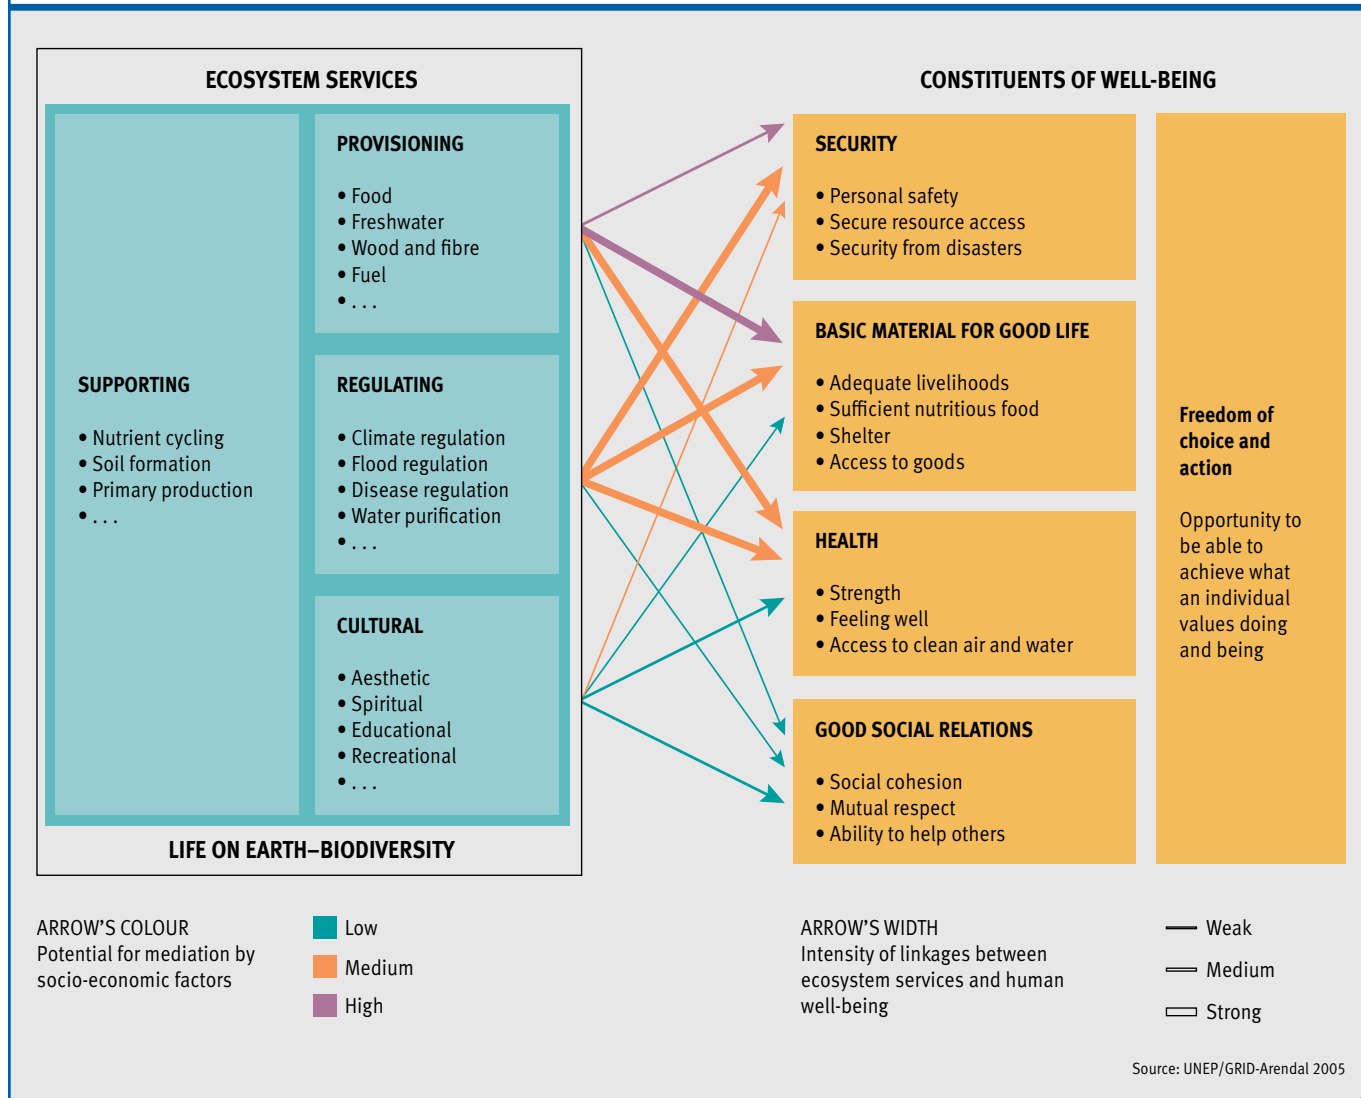 ECOSYSTEM SERVICES
SUPPORTING
• Nutrient cycling
• Soil formation
• Primary production
• . . .
PROVISIONING
• Food
• Freshwater
• Wood and fibre
• Fuel
• . . .
REGULATING
• Climate regulation
• Flood regulation
• Disease regulation
• Water purification
• . . .
CULTURAL
• Aesthetic
• Spiritual
• Educational
• Recreational
• . . .
LIFE ON EARTH–BIODIVERSITY
CONSTITUENTS OF WELL-BEING
SECURITY
• Personal safety
• Secure resource access
• Security from disasters
BASIC MATERIAL FOR GOOD LIFE
• Adequate livelihoods
• Sufficient nutritious food
• Shelter
• Access to goods
HEALTH
• Strength
• Feeling well
• Access to clean air and water
GOOD SOCIAL RELATIONS
• Social cohesion
• Mutual respect
• Ability to help others
Freedom of
choice and
action
Opportunity to
be able to
achieve what
an individual
values doing
and being
ARROW'S COLOUR
Potential for mediation by
socio-economic factors
Low
Medium
High
ARROW'S WIDTH
Intensity of linkages between
ecosystem services and human
well-being
Weak
Medium
Strong
Source: UNEP/GRID-Arendal 2005